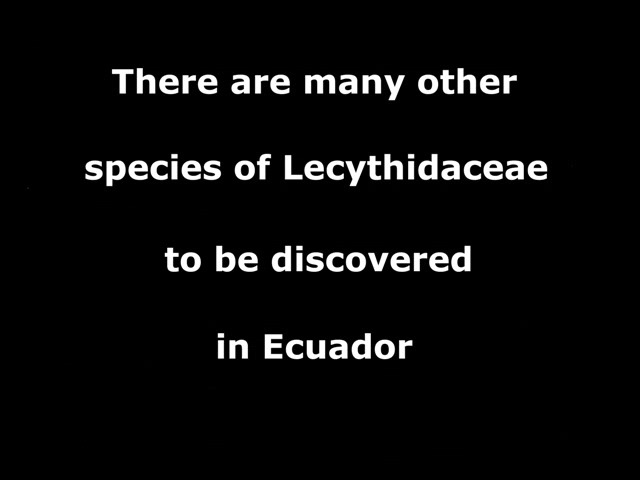 There are many other
species of Lecythidaceae
to be discovered
in Ecuador